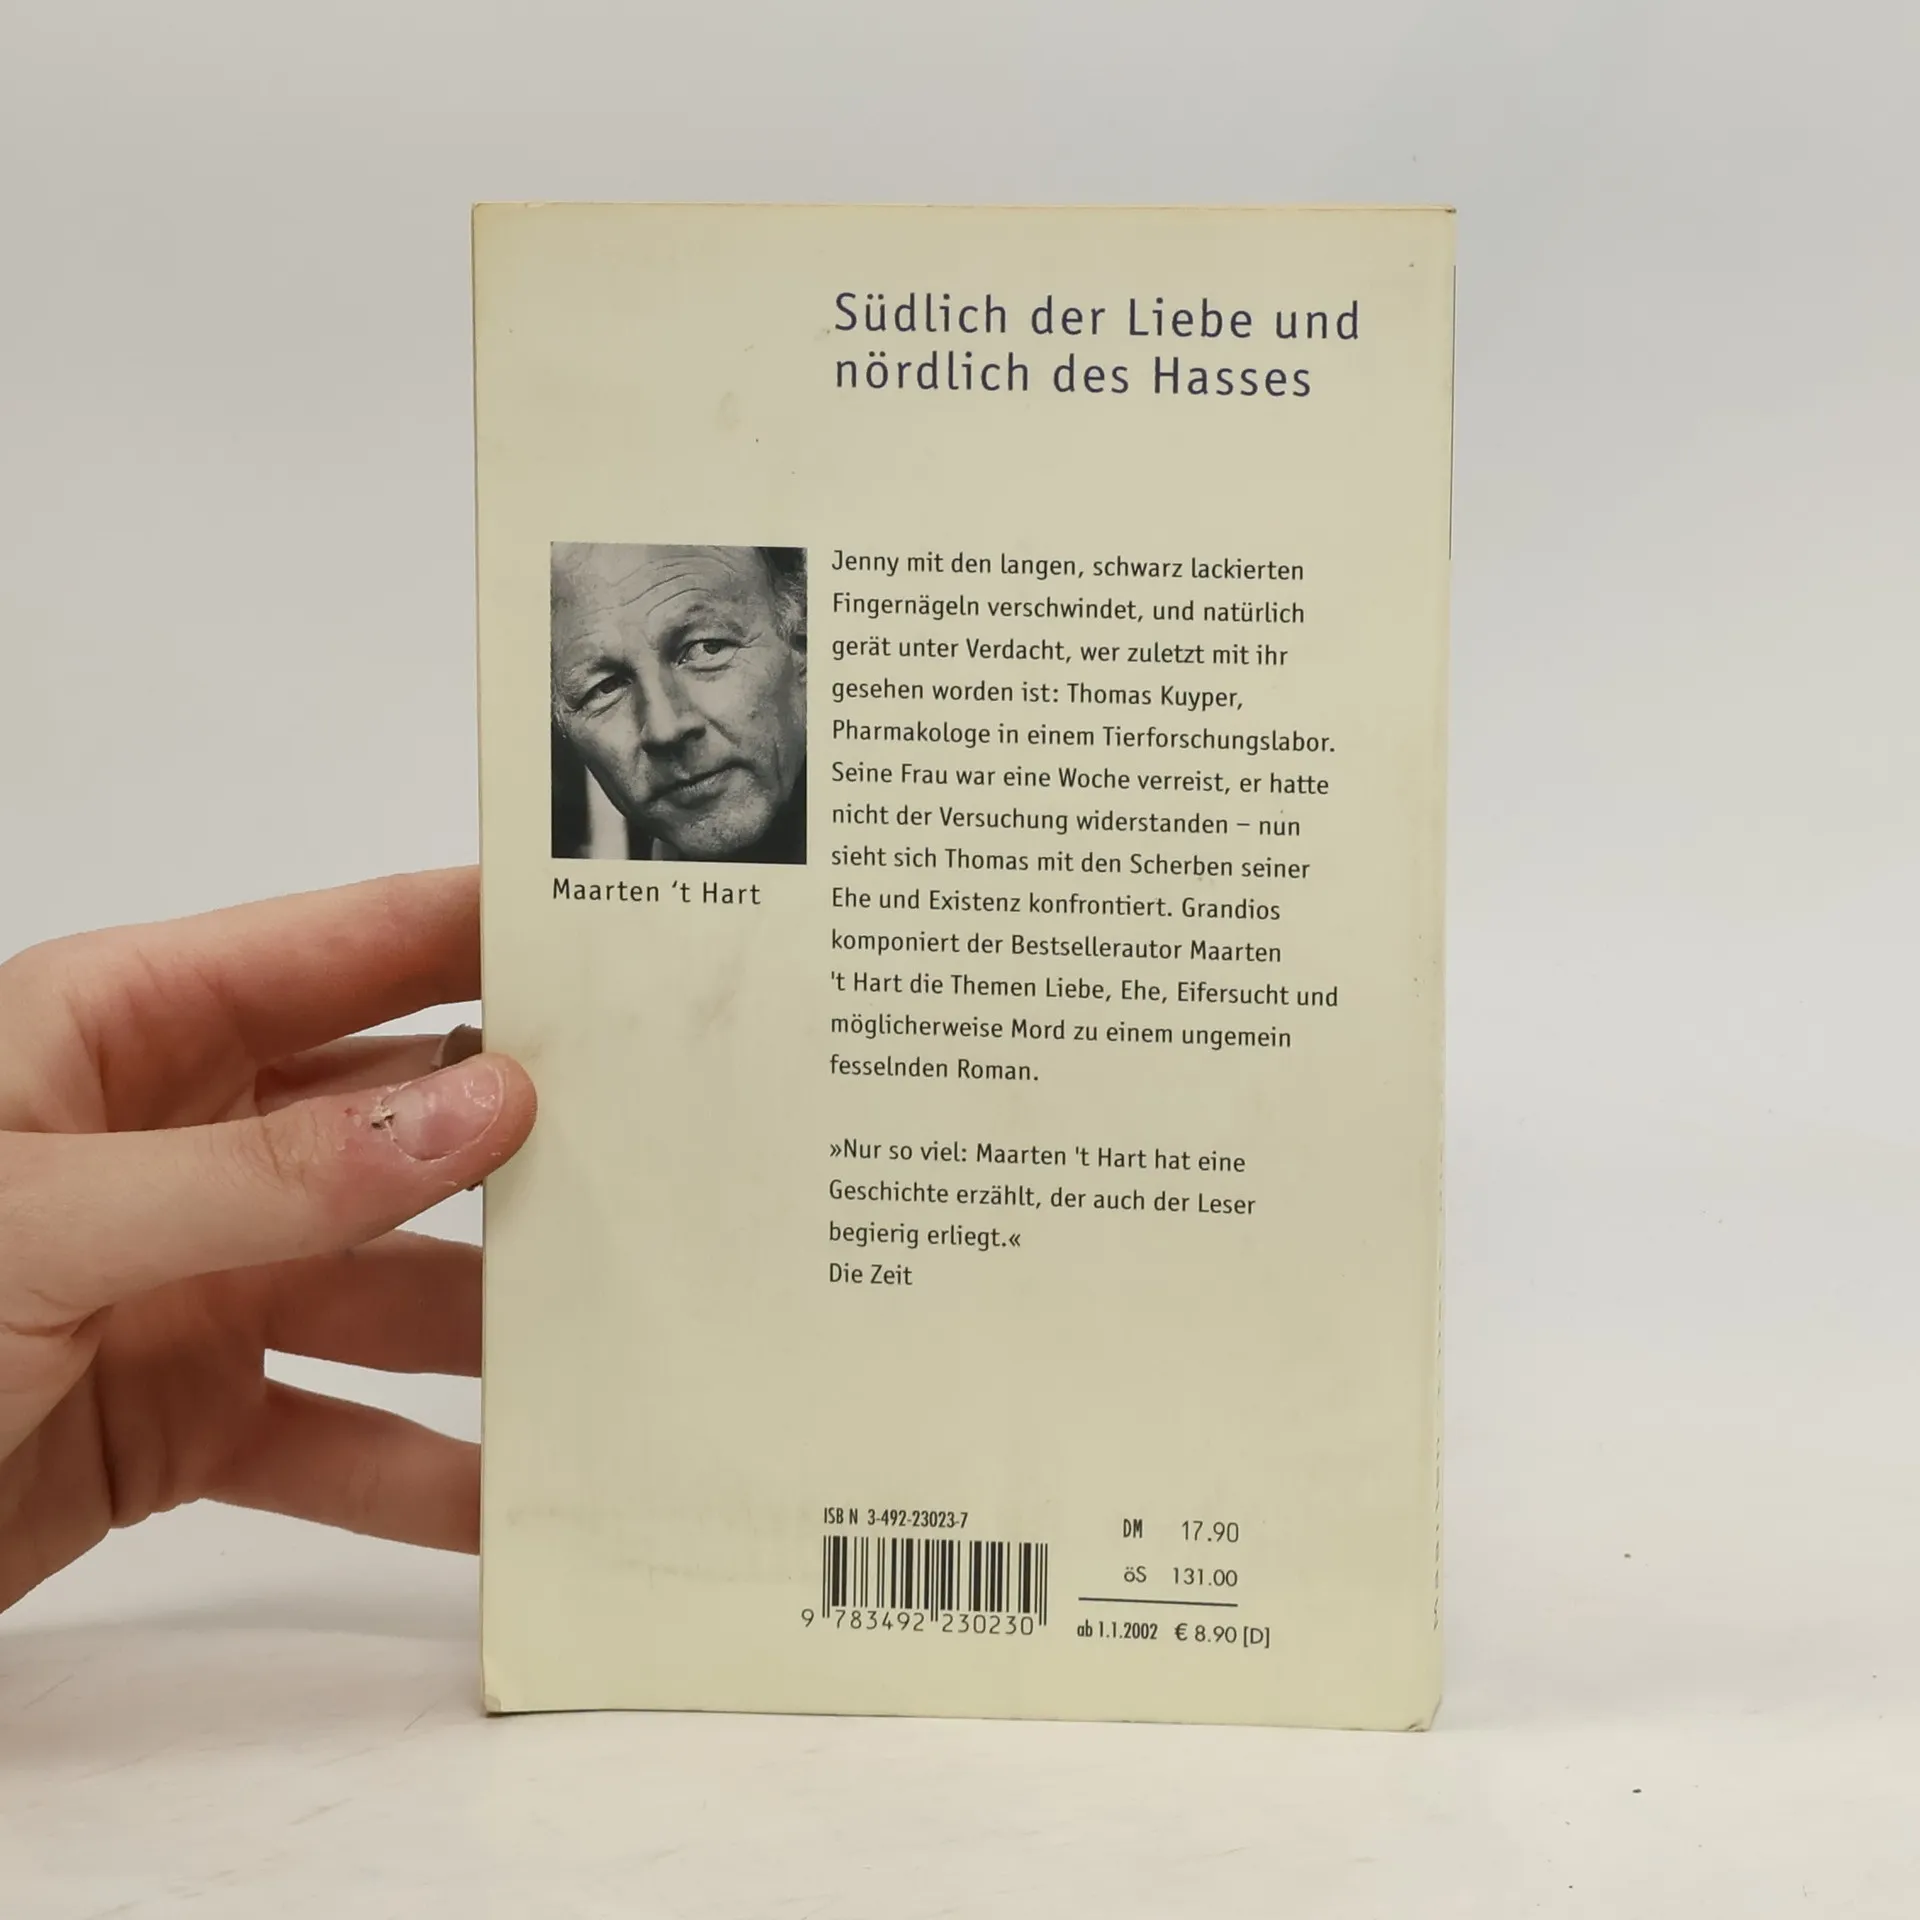 Südlich der Liebe und
nördlich des Hasses
Maarten ‘t Hart
Jenny mit den langen, schwarz lackierten
Fingernägeln verschwindet, und natürlich
gerät unter Verdacht, wer zuletzt mit ihr
gesehen worden ist: Thomas Kuyper,
Pharmakologe in einem Tierforschungslabor.
Seine Frau war eine Woche verreist, er hatte
nicht der Versuchung widerstanden – nun
sieht sich Thomas mit den Scherben seiner
Ehe und Existenz konfrontiert. Grandios
komponiert der Bestsellerautor Maarten
't Hart die Themen Liebe, Ehe, Eifersucht und
möglicherweise Mord zu einem ungemein
fesselnden Roman.
»Nur so viel: Maarten 't Hart hat eine
Geschichte erzählt, der auch der Leser
begierig erliegt.«
Die Zeit
ISBN 3-492-23023-7
9 783492 230230
DM 17.90
öS 131.00
ab 1.1.2002 € 8.90 [D]